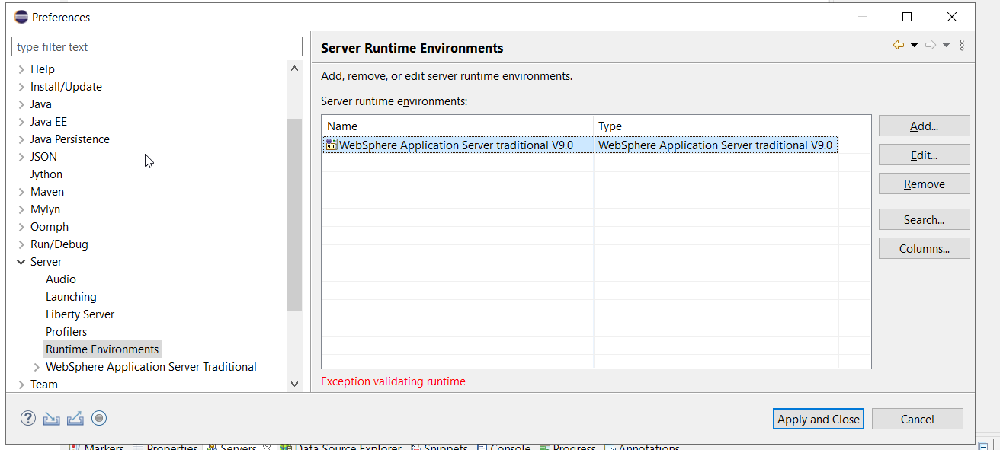 Preferences
type filter text
Help
Install/Update
Java
Java EE
Java Persistence
JSON
Jython
Maven
Mylyn
Oomph
Run/Debug
Server
Audio
Launching
Liberty Server
Profilers
Runtime Environments
WebSphere Application Server Traditional
Team
Server Runtime Environments
Add, remove, or edit server runtime environments.
Server runtime environments:
Name Type
9.0 WebSphere Application Server traditional V9.0 WebSphere Application Server traditional V9.0
Add...
Edit...
Remove
Search...
Columns...
Exception validating runtime
? Apply and Close Cancel
Markers Properties Servers Data Source Explorer Snippets Console Progress Annotations